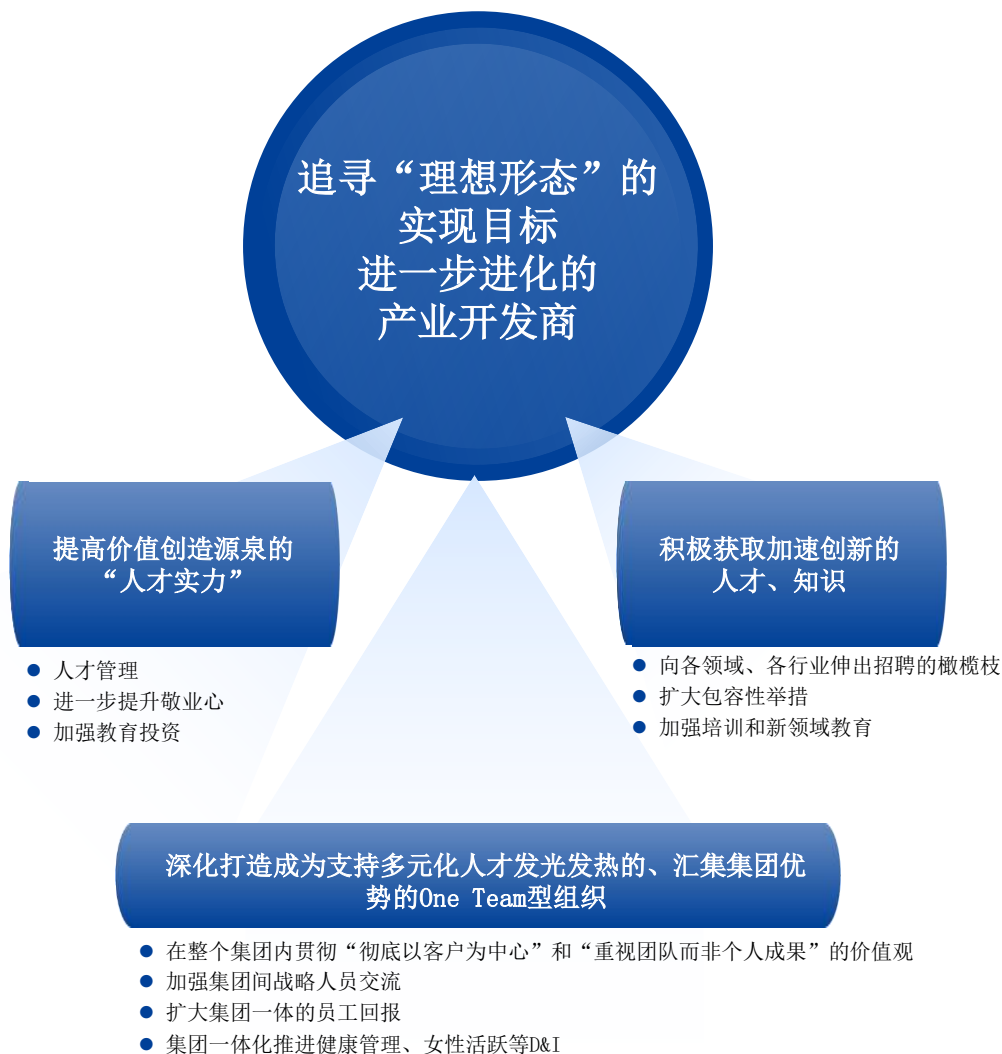 追寻“理想形态”的
实现目标
进一步进化的
产业开发商
提高价值创造源泉的
“人才实力”
人才管理
进一步提升敬业心
加强教育投资
积极获取加速创新的
人才、知识
向各领域、各行业伸出招聘的橄榄枝
扩大包容性举措
加强培训和新领域教育
深化打造成为支持多元化人才发光发热的、汇集集团优
势的One Team型组织
在整个集团内贯彻“彻底以客户为中心”和“重视团队而非个人成果”的价值观
加强集团间战略人员交流
扩大集团一体的员工回报
集团一体化推进健康管理、女性活跃等D&I